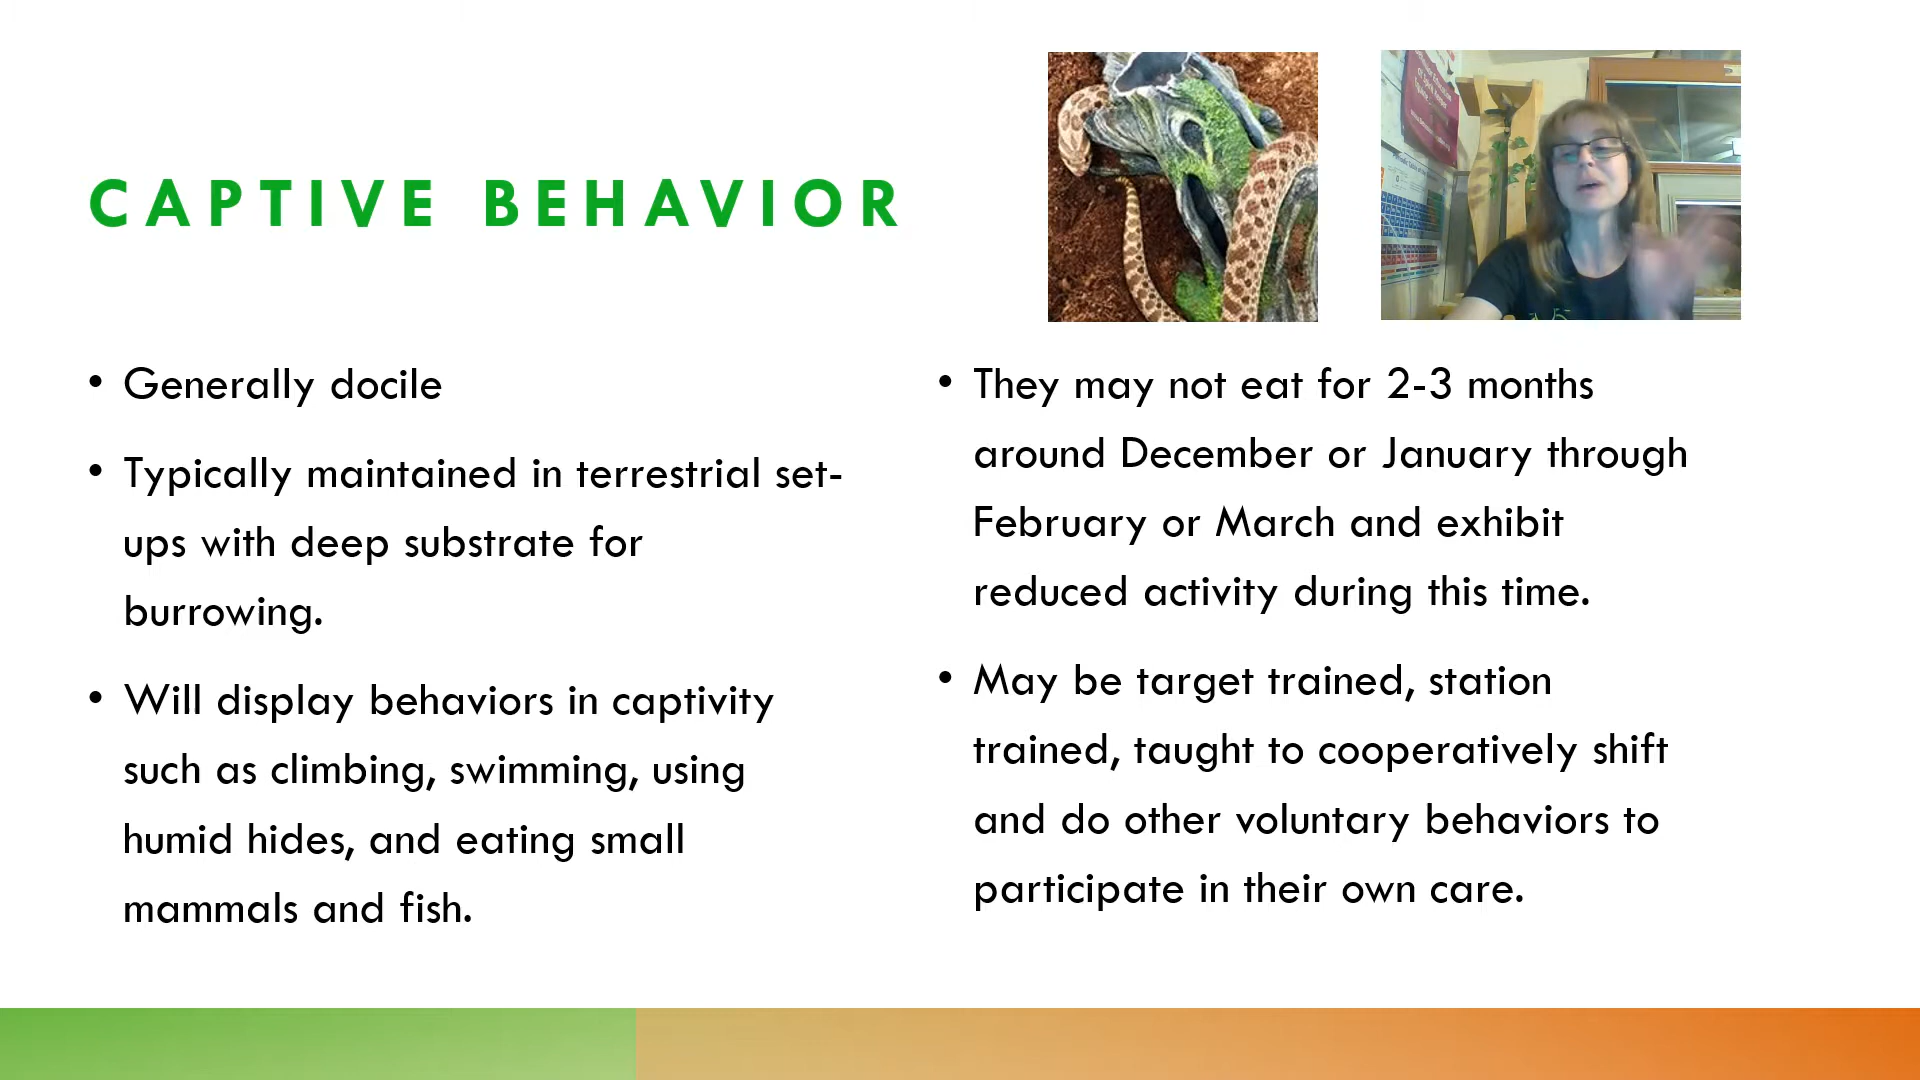 CAPTIVE BEHAVIOR
• Generally docile
• Typically maintained in terrestrial set-
ups with deep substrate for
burrowing.
• Will display behaviors in captivity
such as climbing, swimming, using
humid hides, and eating small
mammals and fish.
• They may not eat for 2-3 months
around December or January through
February or March and exhibit
reduced activity during this time.
• May be target trained, station
trained, taught to cooperatively shift
and do other voluntary behaviors to
participate in their own care.